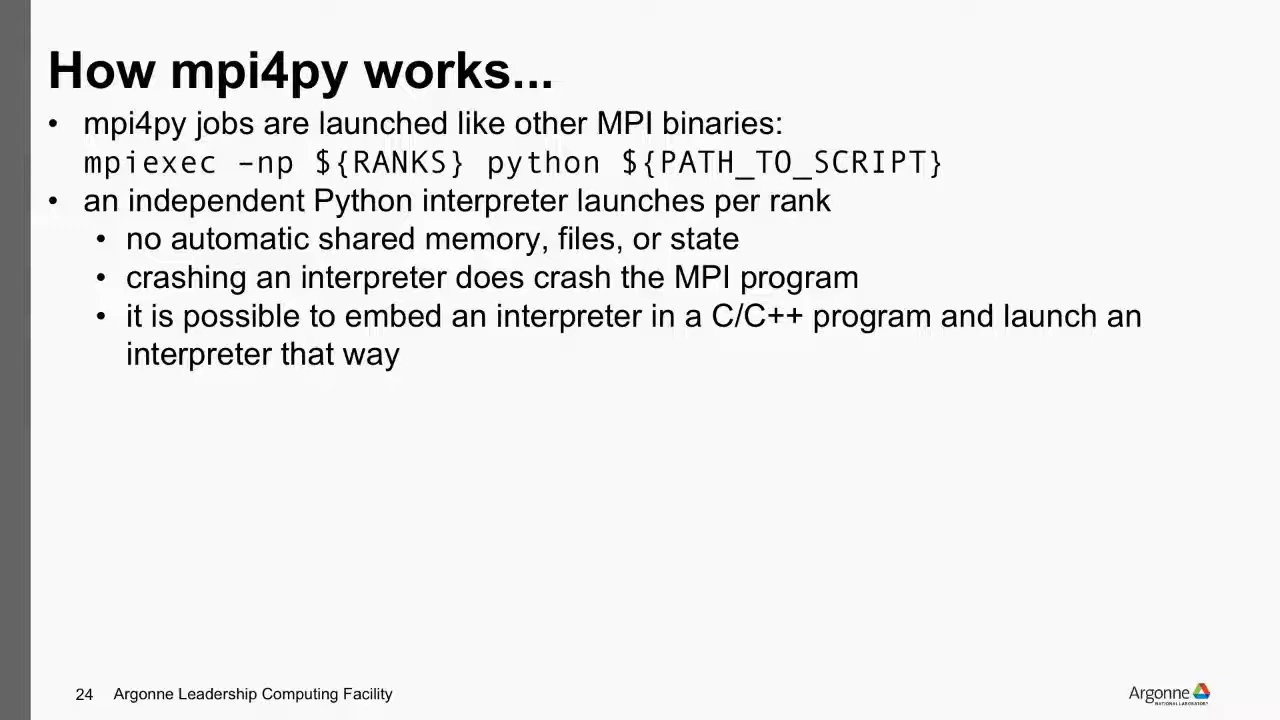 How mpi4py works...
• mpi4py jobs are launched like other MPI binaries:
mpiexec –np ${RANKS} python ${PATH_TO_SCRIPT}
• an independent Python interpreter launches per rank
• no automatic shared memory, files, or state
• crashing an interpreter does crash the MPI program
• it is possible to embed an interpreter in a C/C++ program and launch an
interpreter that way
24 Argonne Leadership Computing Facility
Argonne
NATIONAL LABORATORY